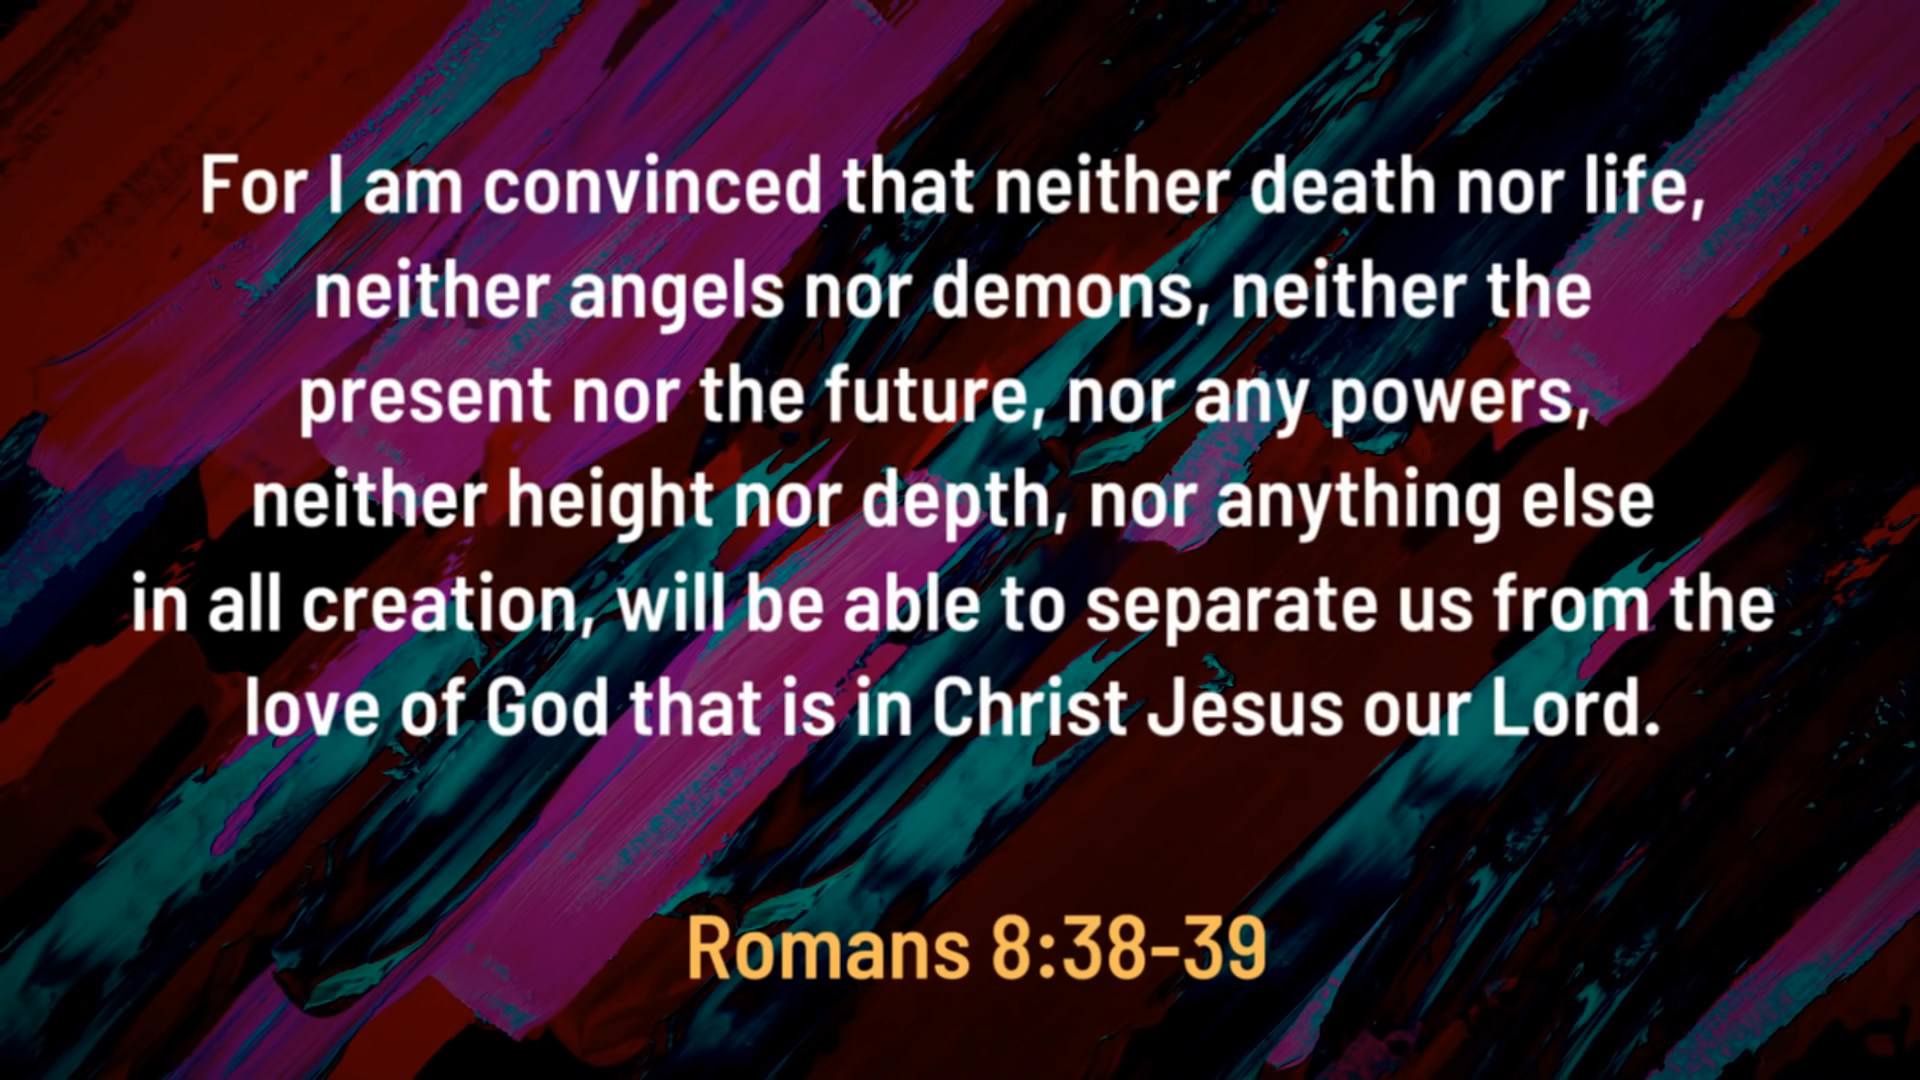 For I am convinced that neither death nor life,
neither angels nor demons, neither the
present nor the future, nor any powers,
neither height nor depth, nor anything else
in all creation, will be able to separate us from the
love of God that is in Christ Jesus our Lord.
Romans 8:38-39